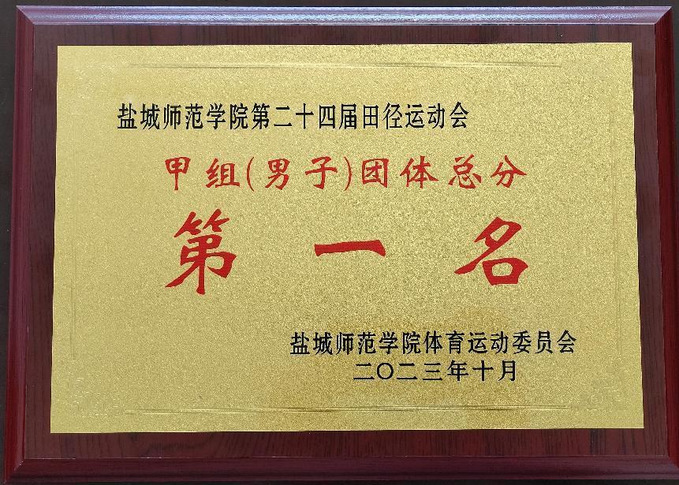 盐城师范学院第二十四届田径运动会
甲组(男子)团体总分
第一名
盐城师范学院体育运动委员会
二〇二三年十月